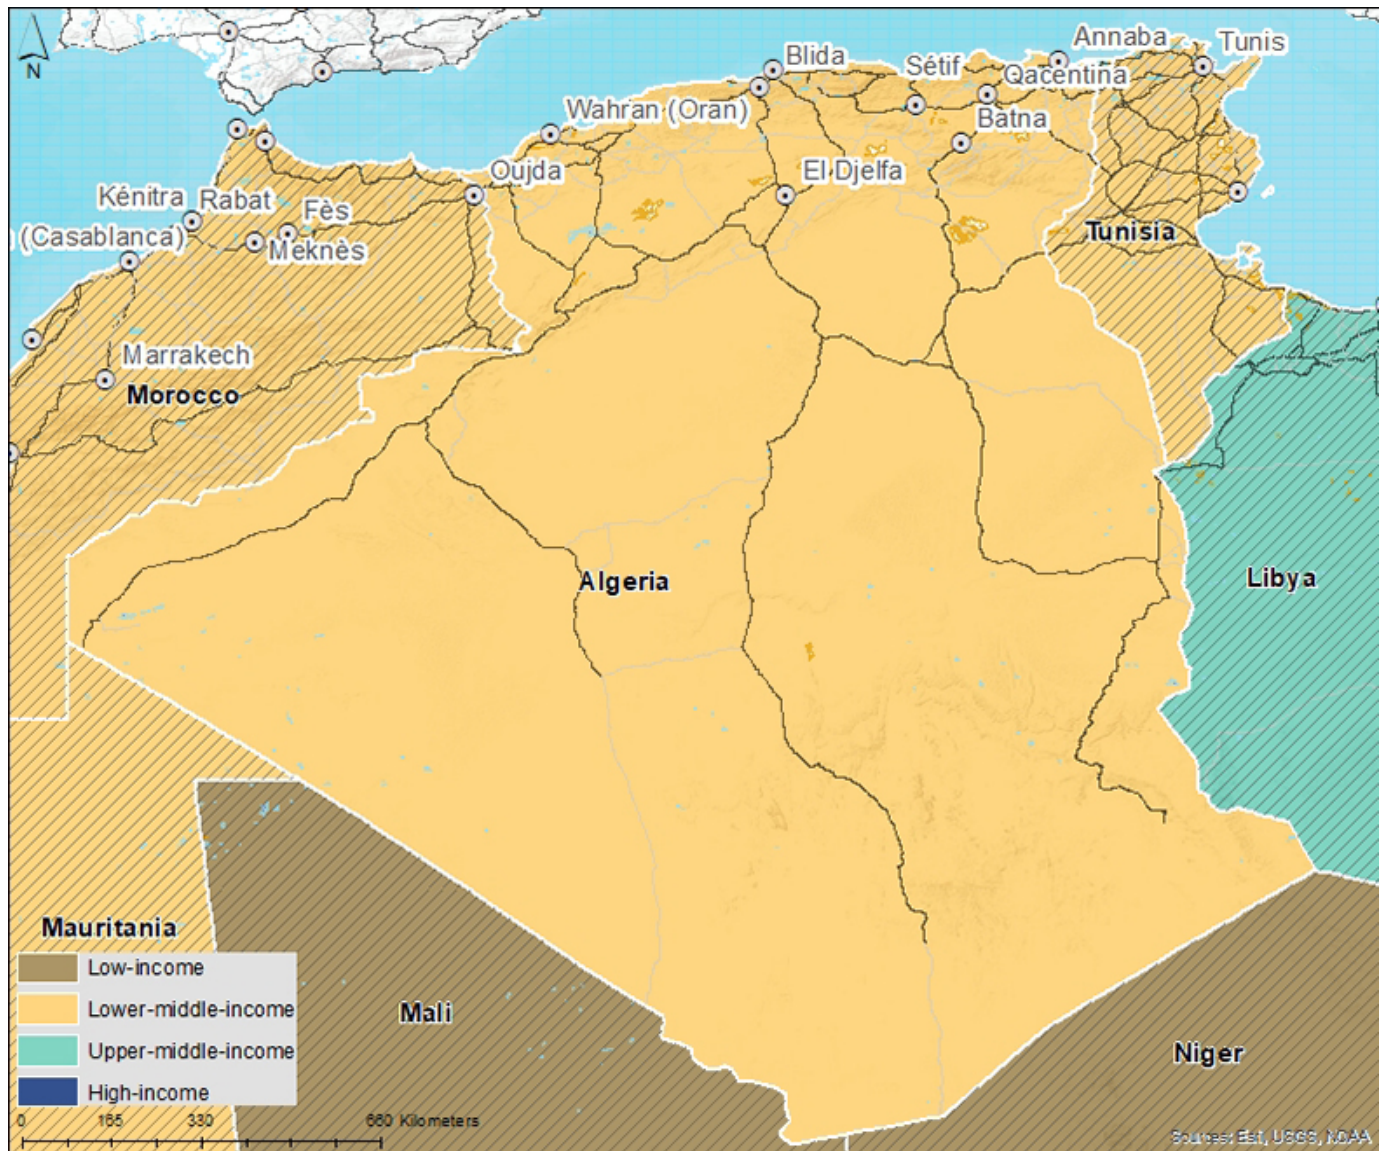 N
Blida
Annaba
Tunis
Sétif
Qacentina
Wahran (Oran)
Batna
Oujda
El Djelfa
Kénitra
Rabat
Fès
(Casablanca)
Meknès
Tunisia
Marrakech
Morocco
Algeria
Libya
Mauritania
Low-income
Lower-middle-income
Upper-middle-income
High-income
Mali
Niger
0 165 330 660 Kilometers
Sources: Esri, USGS, NOAA